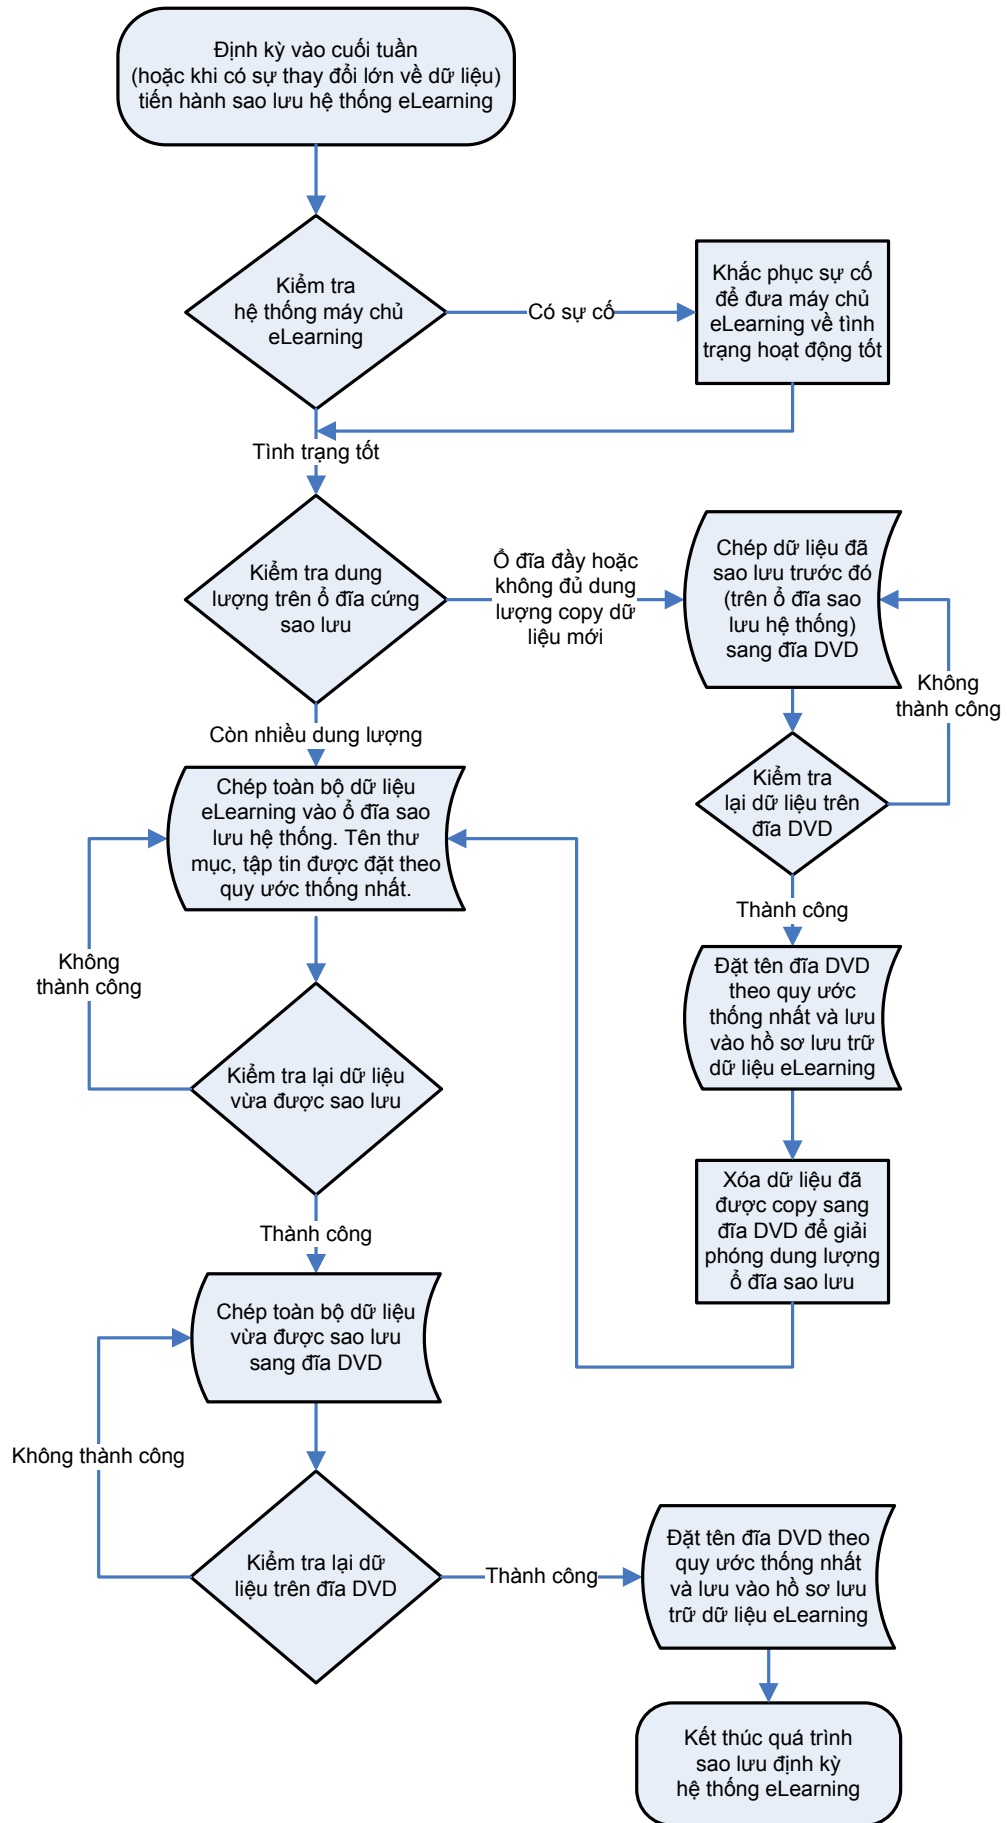 Định kỳ vào cuối tuần
(hoặc khi có sự thay đổi lớn về dữ liệu)
tiến hành sao lưu hệ thống eLearning
Kiểm tra
hệ thống máy chủ
eLearning
Có sự cố
Khắc phục sự cố
để đưa máy chủ
eLearning về tình
trạng hoạt động tốt
Tình trạng tốt
Kiểm tra dung
lượng trên ổ đĩa cứng
sao lưu
Ổ đĩa đầy hoặc
không đủ dung
lượng copy dữ
liệu mới
Chép dữ liệu đã
sao lưu trước đó
(trên ổ đĩa sao
lưu hệ thống)
sang đĩa DVD
Không
thành công
Còn nhiều dung lượng
Kiểm tra
lại dữ liệu trên
đĩa DVD
Chép toàn bộ dữ liệu
eLearning vào ổ đĩa sao
lưu hệ thống. Tên thư
mục, tập tin được đặt theo
quy ước thống nhất.
Thành công
Không
thành công
Đặt tên đĩa DVD
theo quy ước
thống nhất và lưu
vào hồ sơ lưu trữ
dữ liệu eLearning
Kiểm tra lại dữ liệu
vừa được sao lưu
Xóa dữ liệu đã
được copy sang
đĩa DVD để giải
phóng dung lượng
ổ đĩa sao lưu
Thành công
Chép toàn bộ dữ liệu
vừa được sao lưu
sang đĩa DVD
Không thành công
Kiểm tra lại dữ
liệu trên đĩa DVD
Thành công
Đặt tên đĩa DVD theo
quy ước thống nhất
và lưu vào hồ sơ lưu
trữ dữ liệu eLearning
Kết thúc quá trình
sao lưu định kỳ
hệ thống eLearning